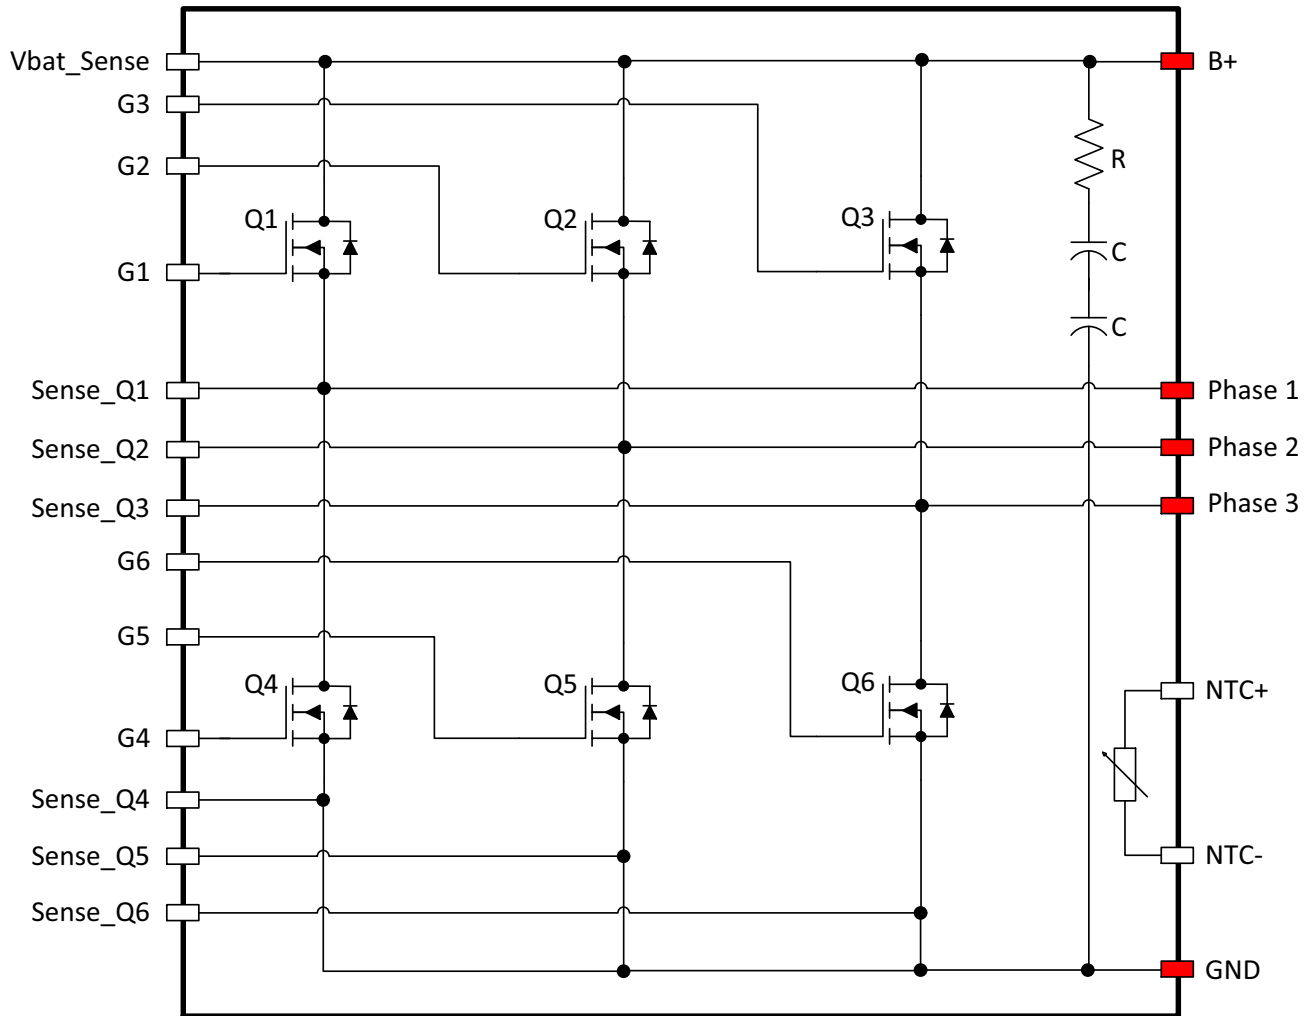 Vbat_Sense
B+
G3
G2
R
Q1
Q2
Q3
C
G1
C
Sense_Q1
Phase 1
Sense_Q2
Phase 2
Sense_Q3
Phase 3
G6
G5
Q4
Q5
Q6
NTC+
G4
Sense_Q4
Sense_Q5
NTC-
Sense_Q6
GND